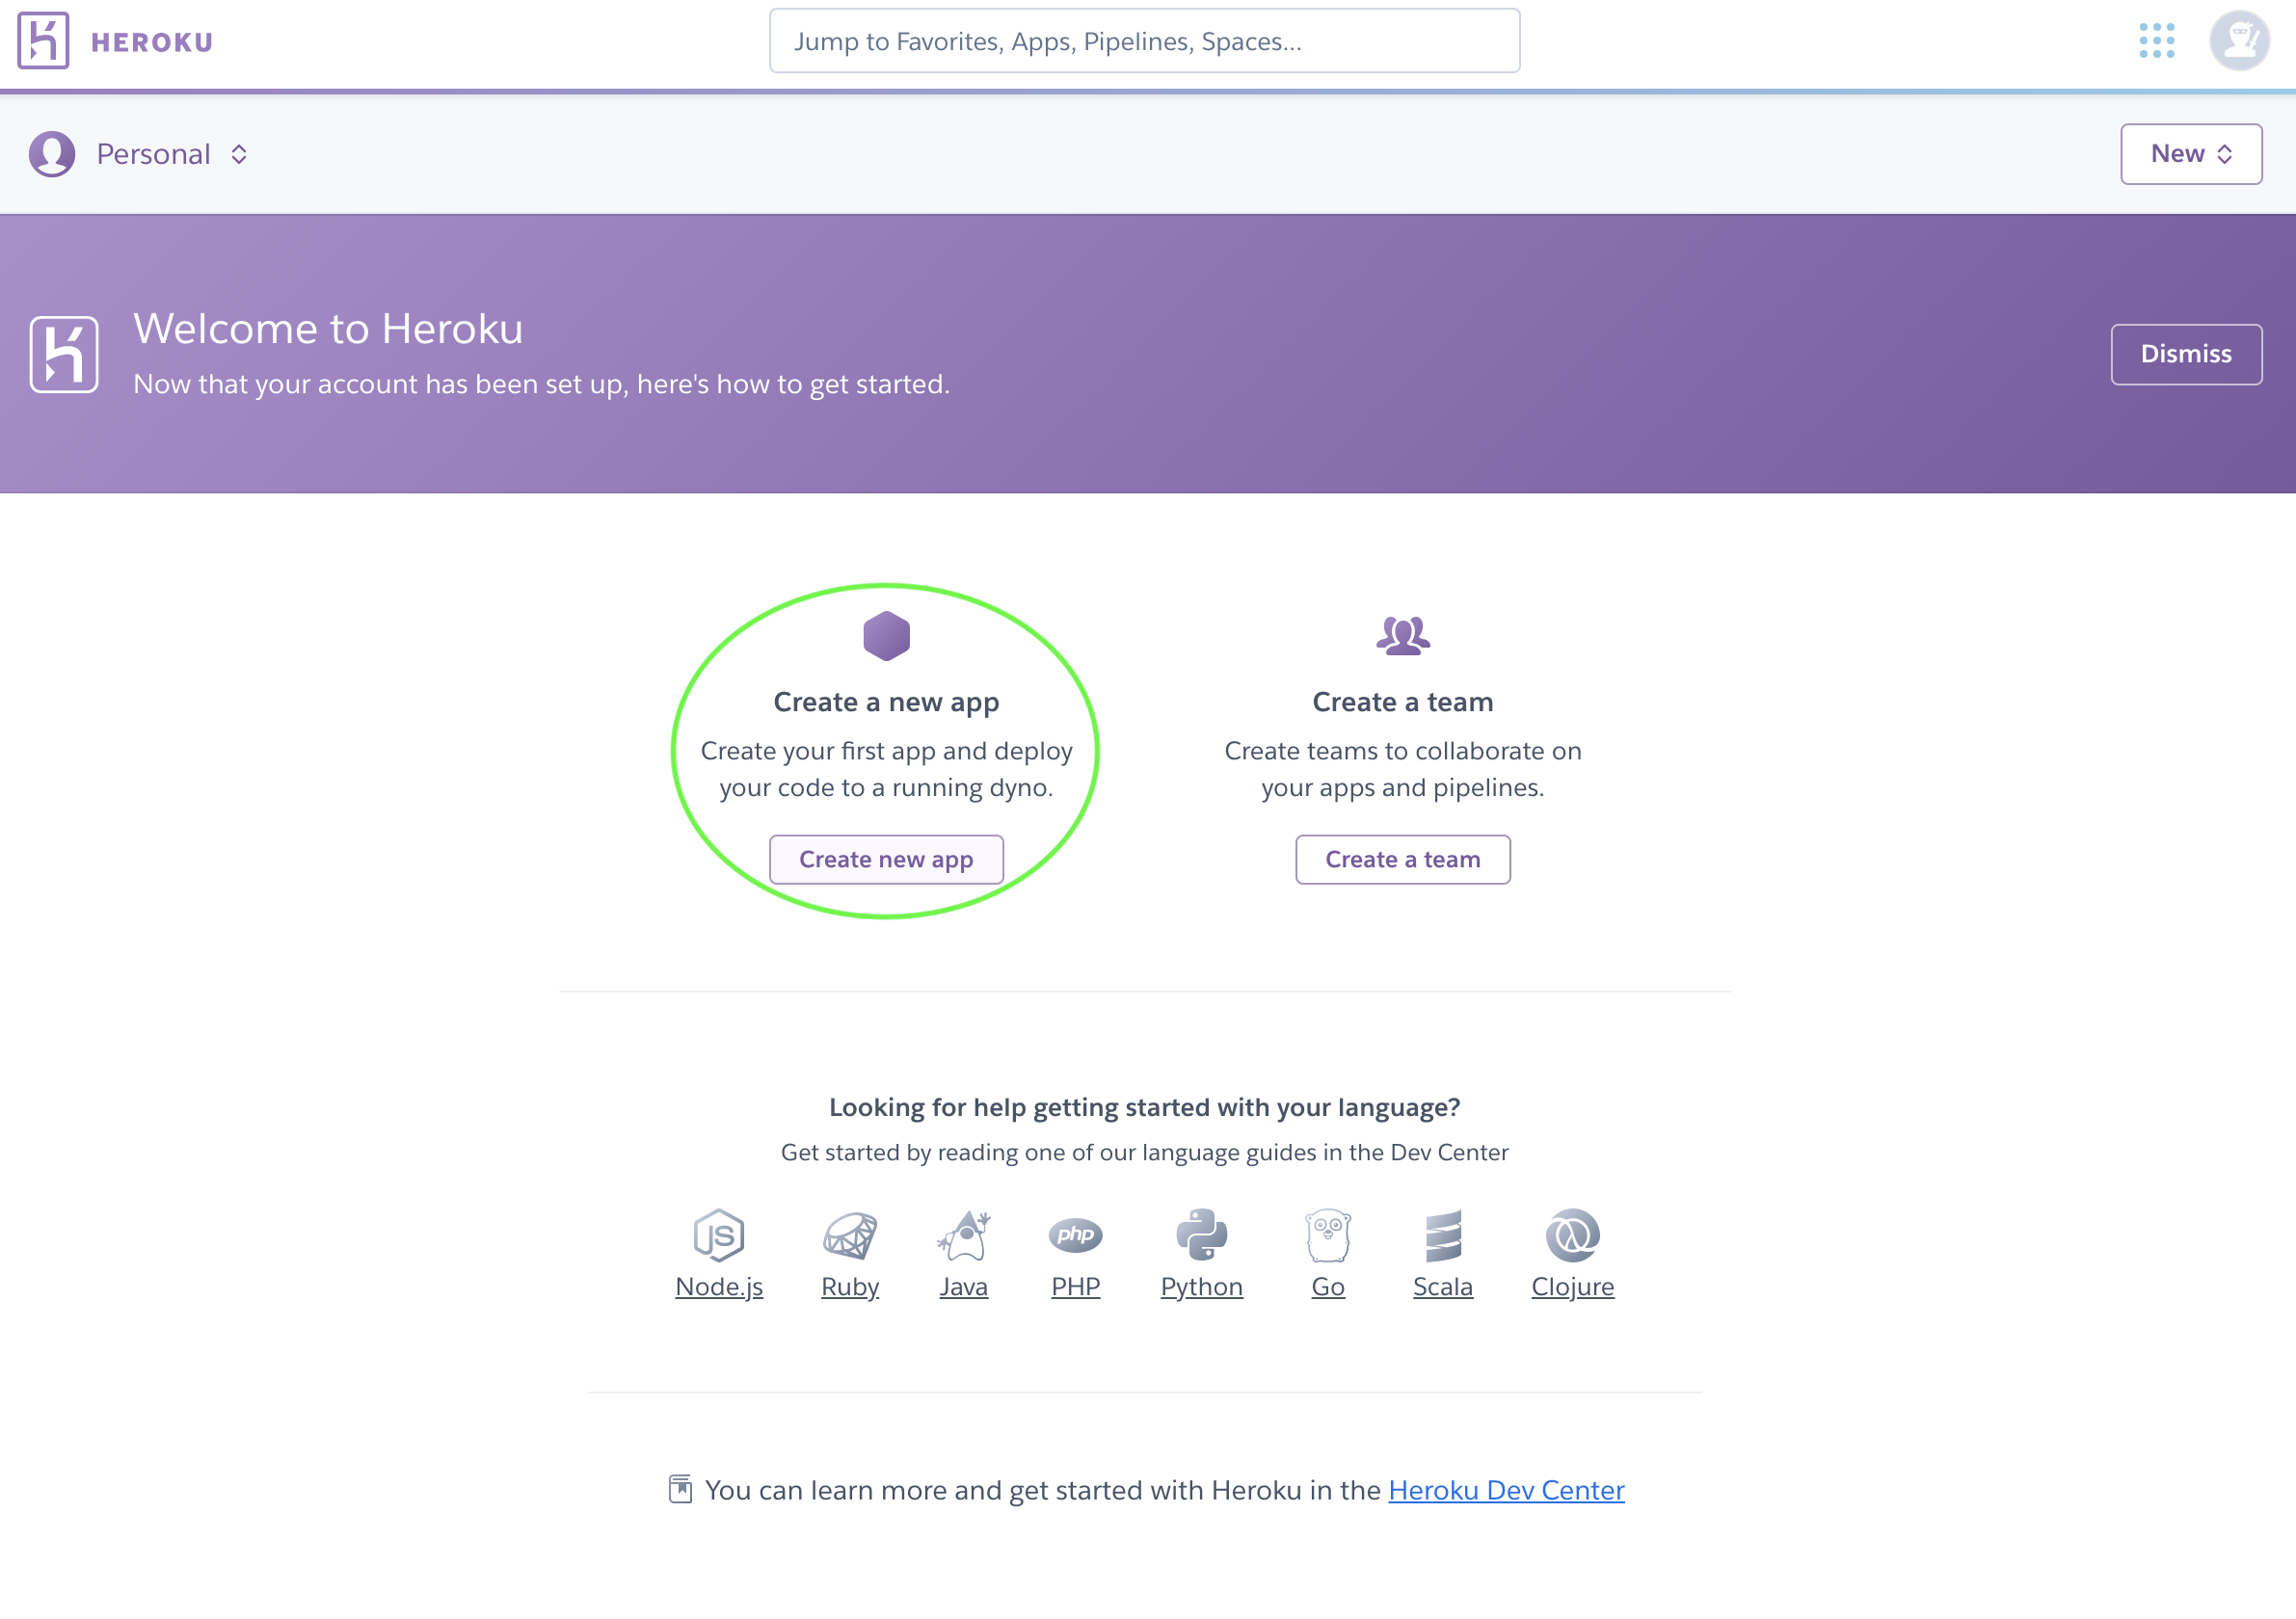 HEROKU
Jump to Favorites, Apps, Pipelines, Spaces...
Personal
New
Welcome to Heroku
Now that your account has been set up, here's how to get started.
Dismiss
Create a new app
Create your first app and deploy
your code to a running dyno.
Create new app
Create a team
Create teams to collaborate on
your apps and pipelines.
Create a team
Looking for help getting started with your language?
Get started by reading one of our language guides in the Dev Center
JS
php
Node.js
Ruby
Java
PHP
Python
Go
Scala
Clojure
You can learn more and get started with Heroku in the Heroku Dev Center